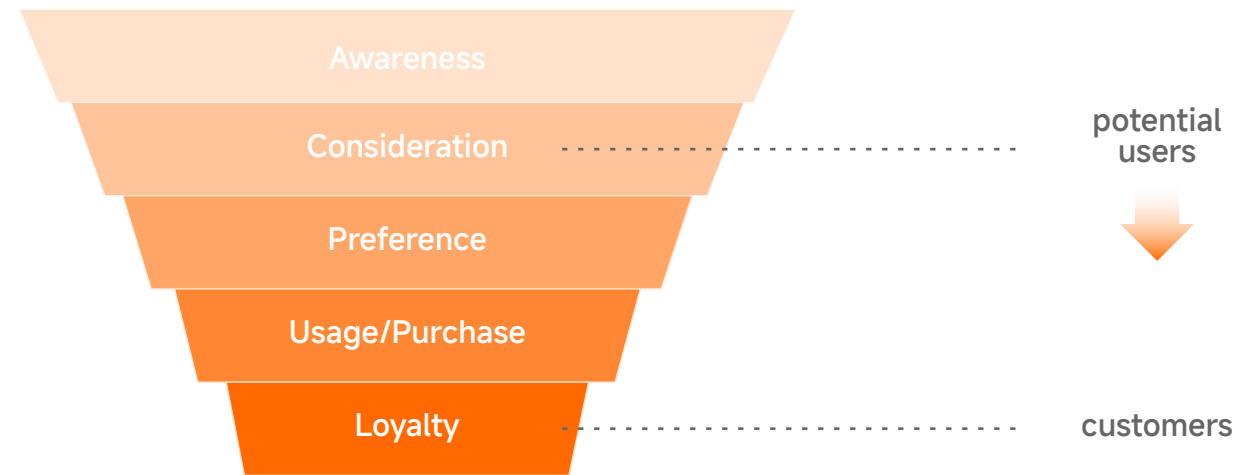 Awareness
Consideration
potential
users
Preference
Usage/Purchase
Loyalty
customers